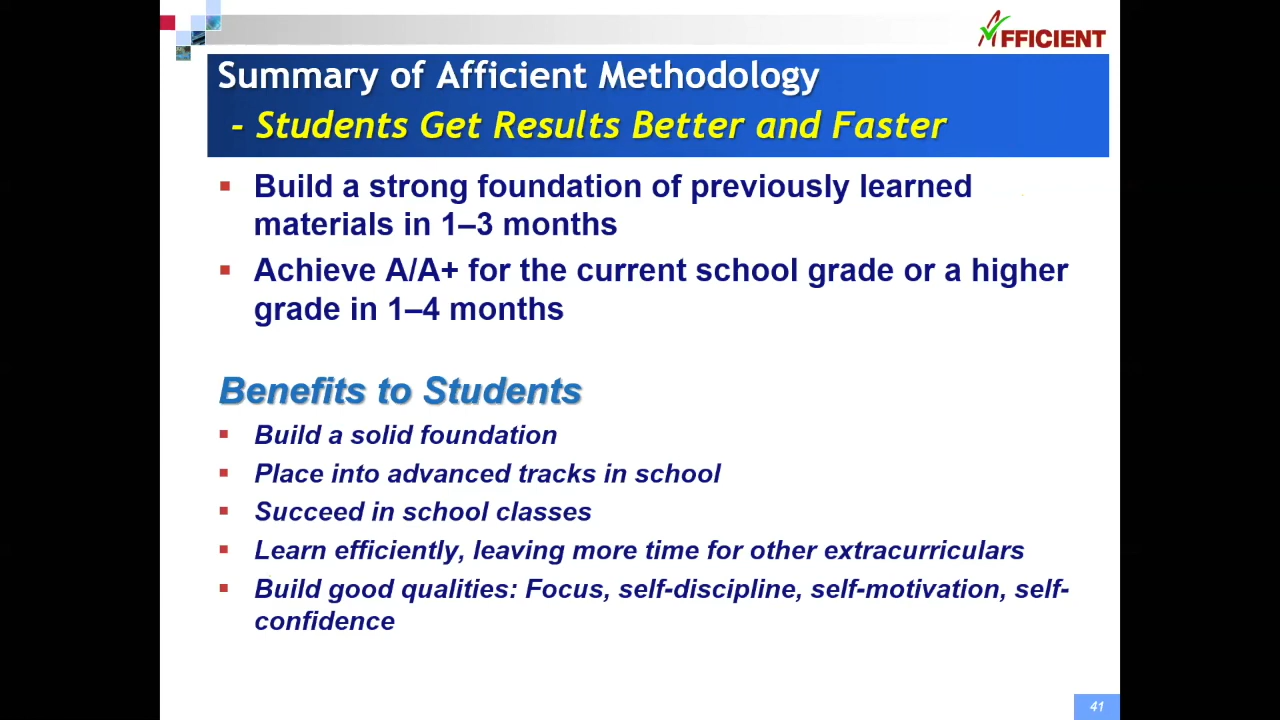 AFFICIENT
Summary of Afficient Methodology
- Students Get Results Better and Faster
▪ Build a strong foundation of previously learned
materials in 1–3 months
▪ Achieve A/A+ for the current school grade or a higher
grade in 1–4 months
Benefits to Students
▪ Build a solid foundation
▪ Place into advanced tracks in school
▪ Succeed in school classes
▪ Learn efficiently, leaving more time for other extracurriculars
▪ Build good qualities: Focus, self-discipline, self-motivation, self-
confidence
41